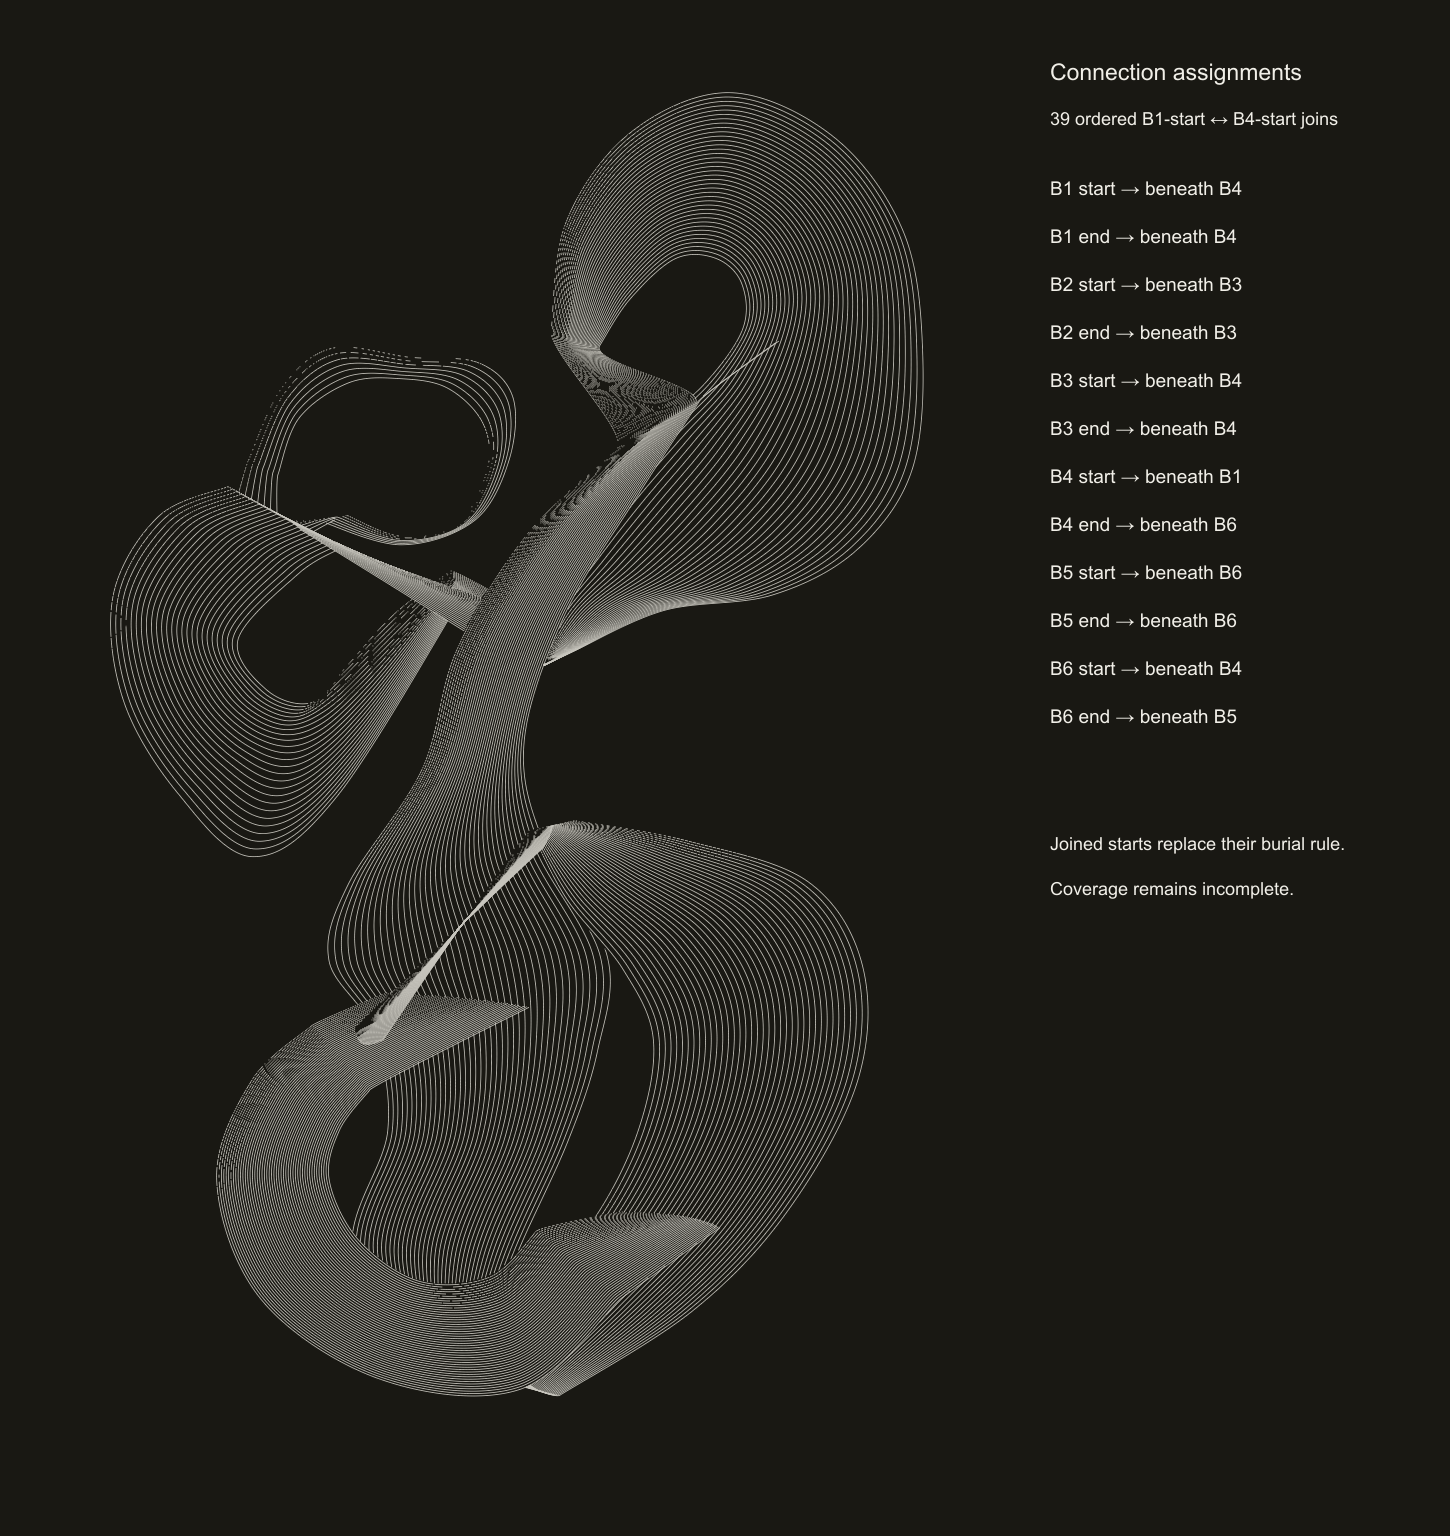 Connection assignments
39 ordered B1-start ↔ B4-start joins
B1 start → beneath B4
B1 end → beneath B4
B2 start → beneath B3
B2 end → beneath B3
B3 start → beneath B4
B3 end → beneath B4
B4 start → beneath B1
B4 end → beneath B6
B5 start → beneath B6
B5 end → beneath B6
B6 start → beneath B4
B6 end → beneath B5
Joined starts replace their burial rule.
Coverage remains incomplete.